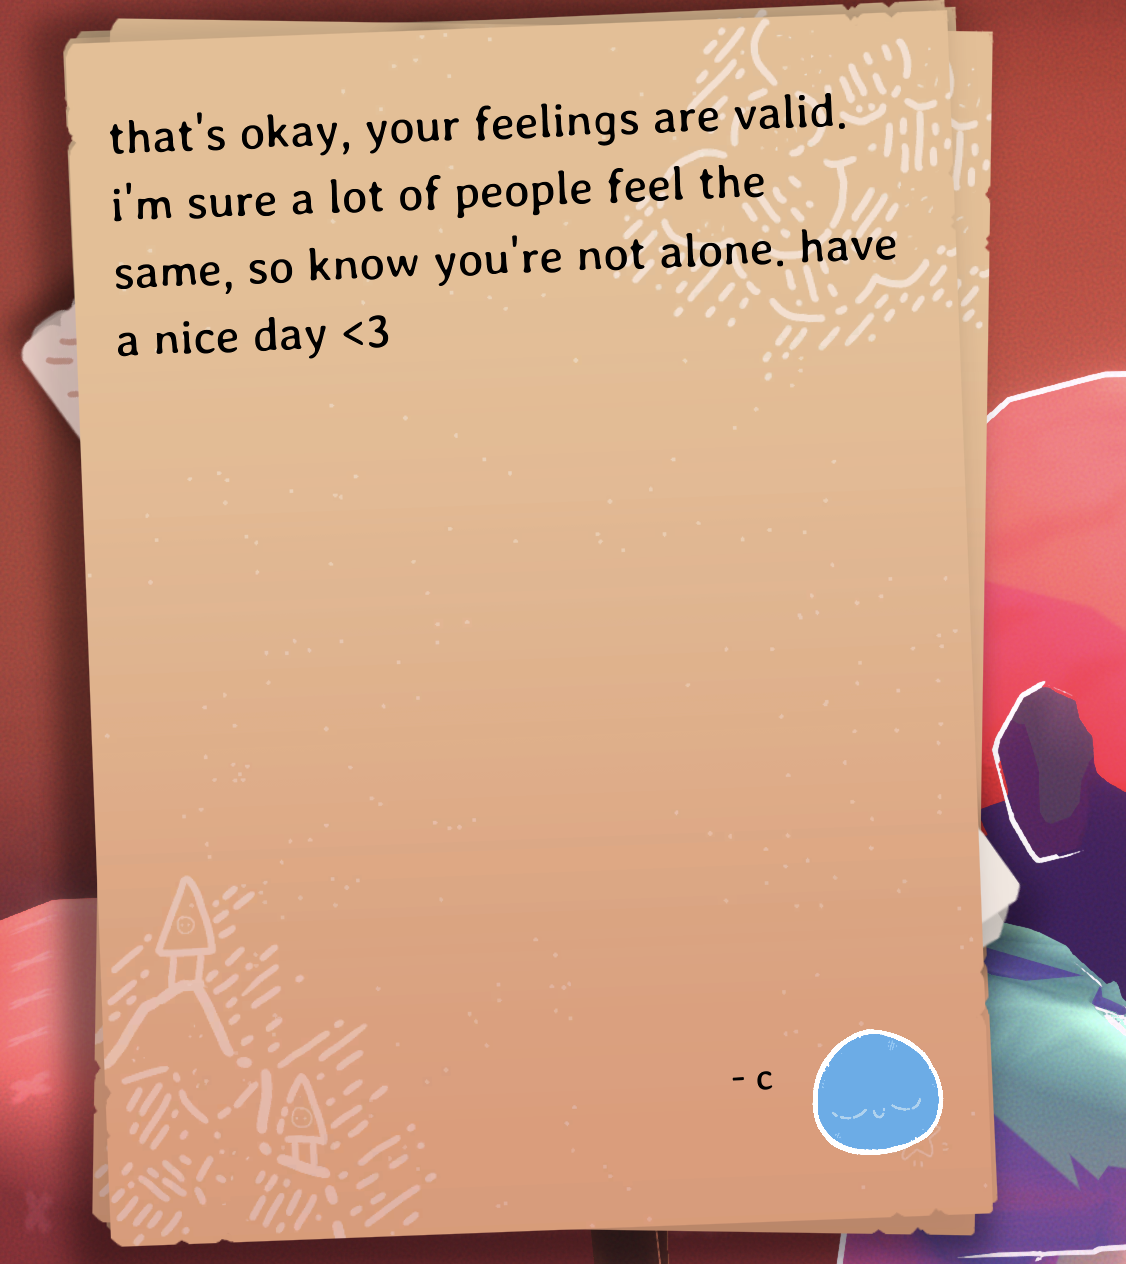 that's okay, your feelings are valid.
i'm sure a lot of people feel the
same, so know you're not alone. have
a nice day <3
- c